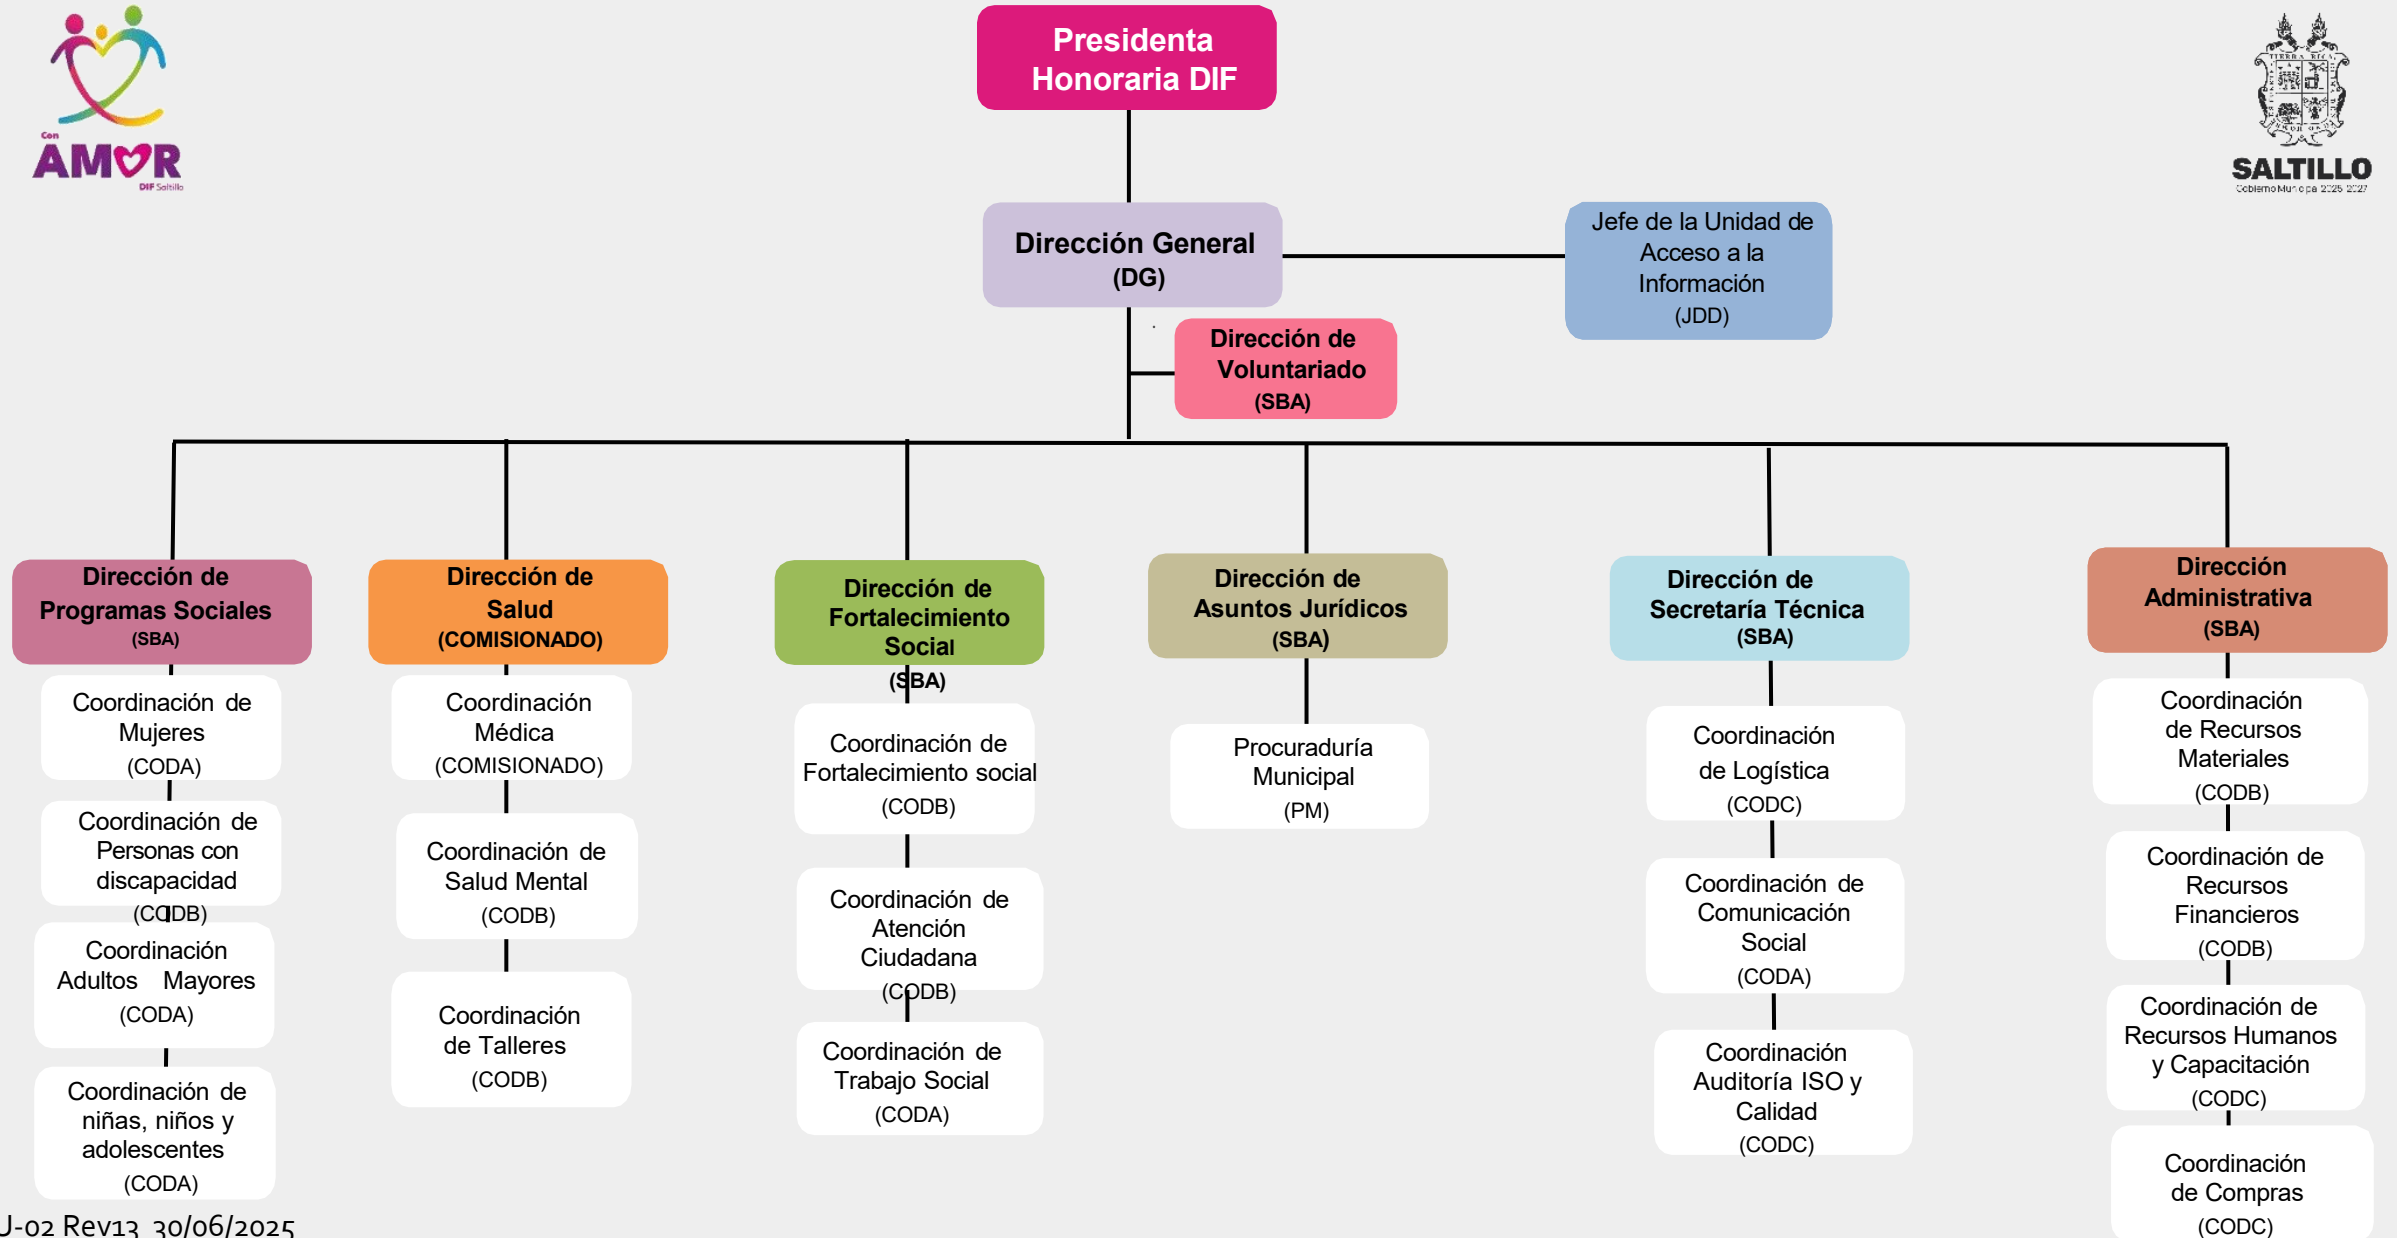 Con
AMOR
DIF Saltillo
Presidenta
Honoraria DIF
SALTILLO
Gobierno Municipal 2025 2027
Dirección General
(DG)
Jefe de la Unidad de
Acceso a la
Información
(JDD)
Dirección de
Voluntariado
(SBA)
Dirección de
Programas Sociales
(SBA)
Coordinación de
Mujeres
(CODA)
Coordinación de
Personas con
discapacidad
(CODB)
Coordinación
Adultos Mayores
(CODA)
Coordinación de
niñas, niños y
adolescentes
(CODA)
Dirección de
Salud
(COMISIONADO)
Coordinación
Médica
(COMISIONADO)
Coordinación de
Salud Mental
(CODB)
Coordinación
de Talleres
(CODB)
Dirección de
Fortalecimiento
Social
(SBA)
Coordinación de
Fortalecimiento social
(CODB)
Coordinación de
Atención
Ciudadana
(CODB)
Coordinación de
Trabajo Social
(CODA)
Dirección de
Asuntos Jurídicos
(SBA)
Procuraduría
Municipal
(PM)
Dirección de
Secretaría Técnica
(SBA)
Coordinación
de Logística
(CODC)
Coordinación de
Comunicación
Social
(CODA)
Coordinación
Auditoría ISO y
Calidad
(CODC)
Dirección
Administrativa
(SBA)
Coordinación
de Recursos
Materiales
(CODB)
Coordinación de
Recursos
Financieros
(CODB)
Coordinación de
Recursos Humanos
y Capacitación
(CODC)
Coordinación
de Compras
(CODC)
U-02 Rev13 30/06/2025